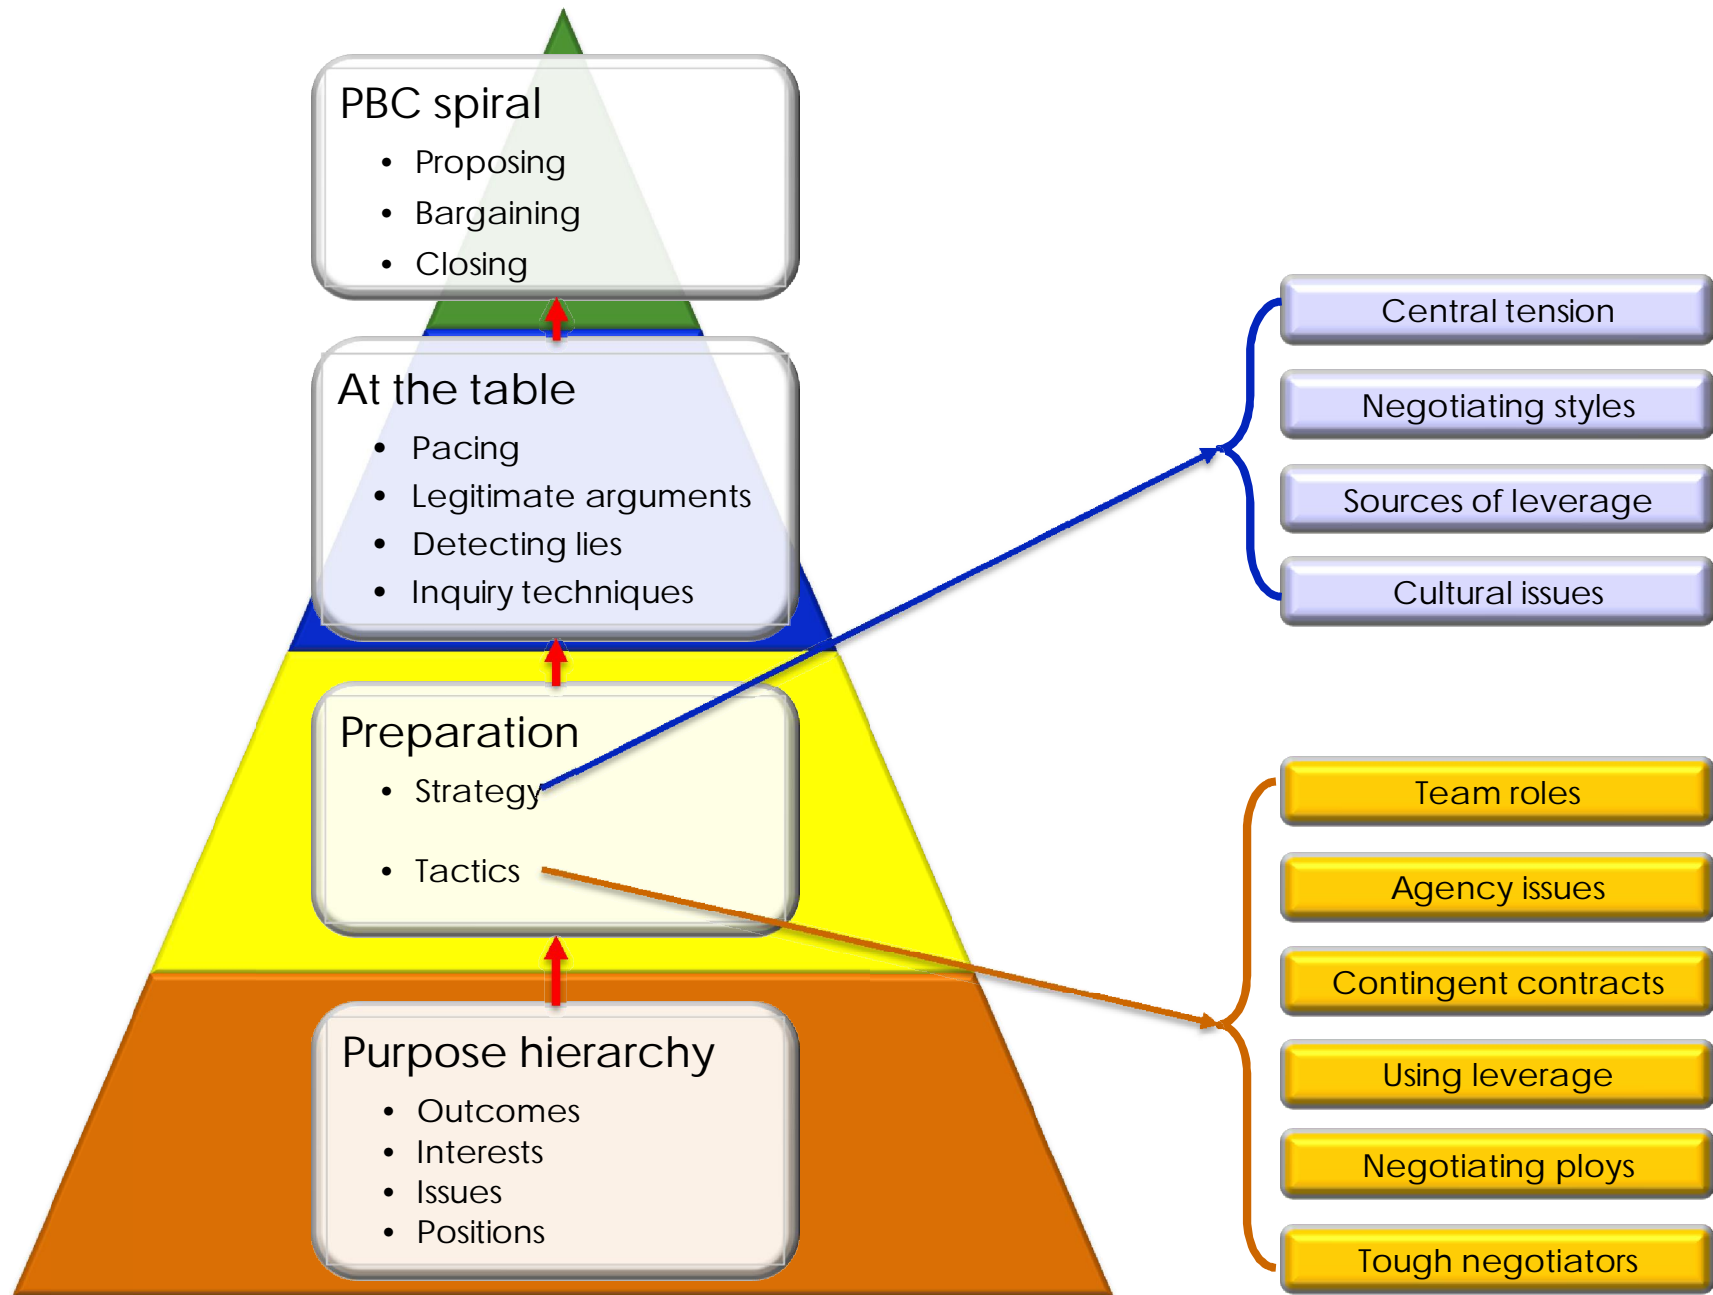 PBC spiral
• Proposing
• Bargaining
• Closing
At the table
• Pacing
• Legitimate arguments
• Detecting lies
• Inquiry techniques
Preparation
• Strategy
• Tactics
Purpose hierarchy
• Outcomes
• Interests
• Issues
• Positions
Central tension
Negotiating styles
Sources of leverage
Cultural issues
Team roles
Agency issues
Contingent contracts
Using leverage
Negotiating ploys
Tough negotiators